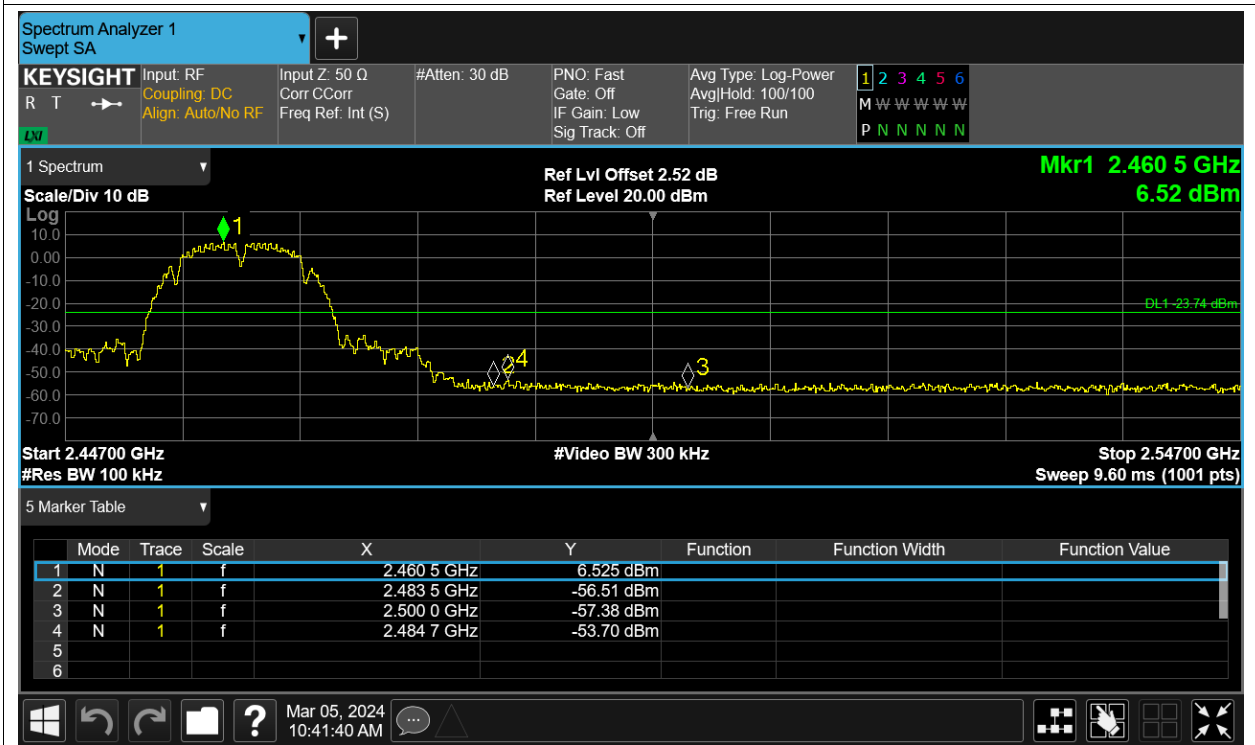 Spectrum Analyzer 1
Swept SA
+
KEYSIGHT Input: RF Input Z: 50 Ω #Atten: 30 dB PNO: Fast Avg Type: Log-Power 1 2 3 4 5 6
R T Coupling: DC Corr CCorr Gate: Off Avg|Hold: 100/100 M W W W W W
Align: Auto/No RF Freq Ref: Int (S) IF Gain: Low Trig: Free Run
LXI Sig Track: Off P N N N N N
1 Spectrum Ref Lvl Offset 2.52 dB Mkr1 2.460 5 GHz
Scale/Div 10 dB Ref Level 20.00 dBm 6.52 dBm
Log
1
10.0
0.00
-10.0
-20.0 DL1 -23.74 dBm
-30.0
-40.0
2 4 3
-50.0
-60.0
-70.0
Start 2.44700 GHz #Video BW 300 kHz Stop 2.54700 GHz
#Res BW 100 kHz Sweep 9.60 ms (1001 pts)
5 Marker Table
Mode Trace Scale X Y Function Function Width Function Value
1 N 1 f 2.460 5 GHz 6.525 dBm
2 N 1 f 2.483 5 GHz -56.51 dBm
3 N 1 f 2.500 0 GHz -57.38 dBm
4 N 1 f 2.484 7 GHz -53.70 dBm
5
6
? Mar 05, 2024
10:41:40 AM